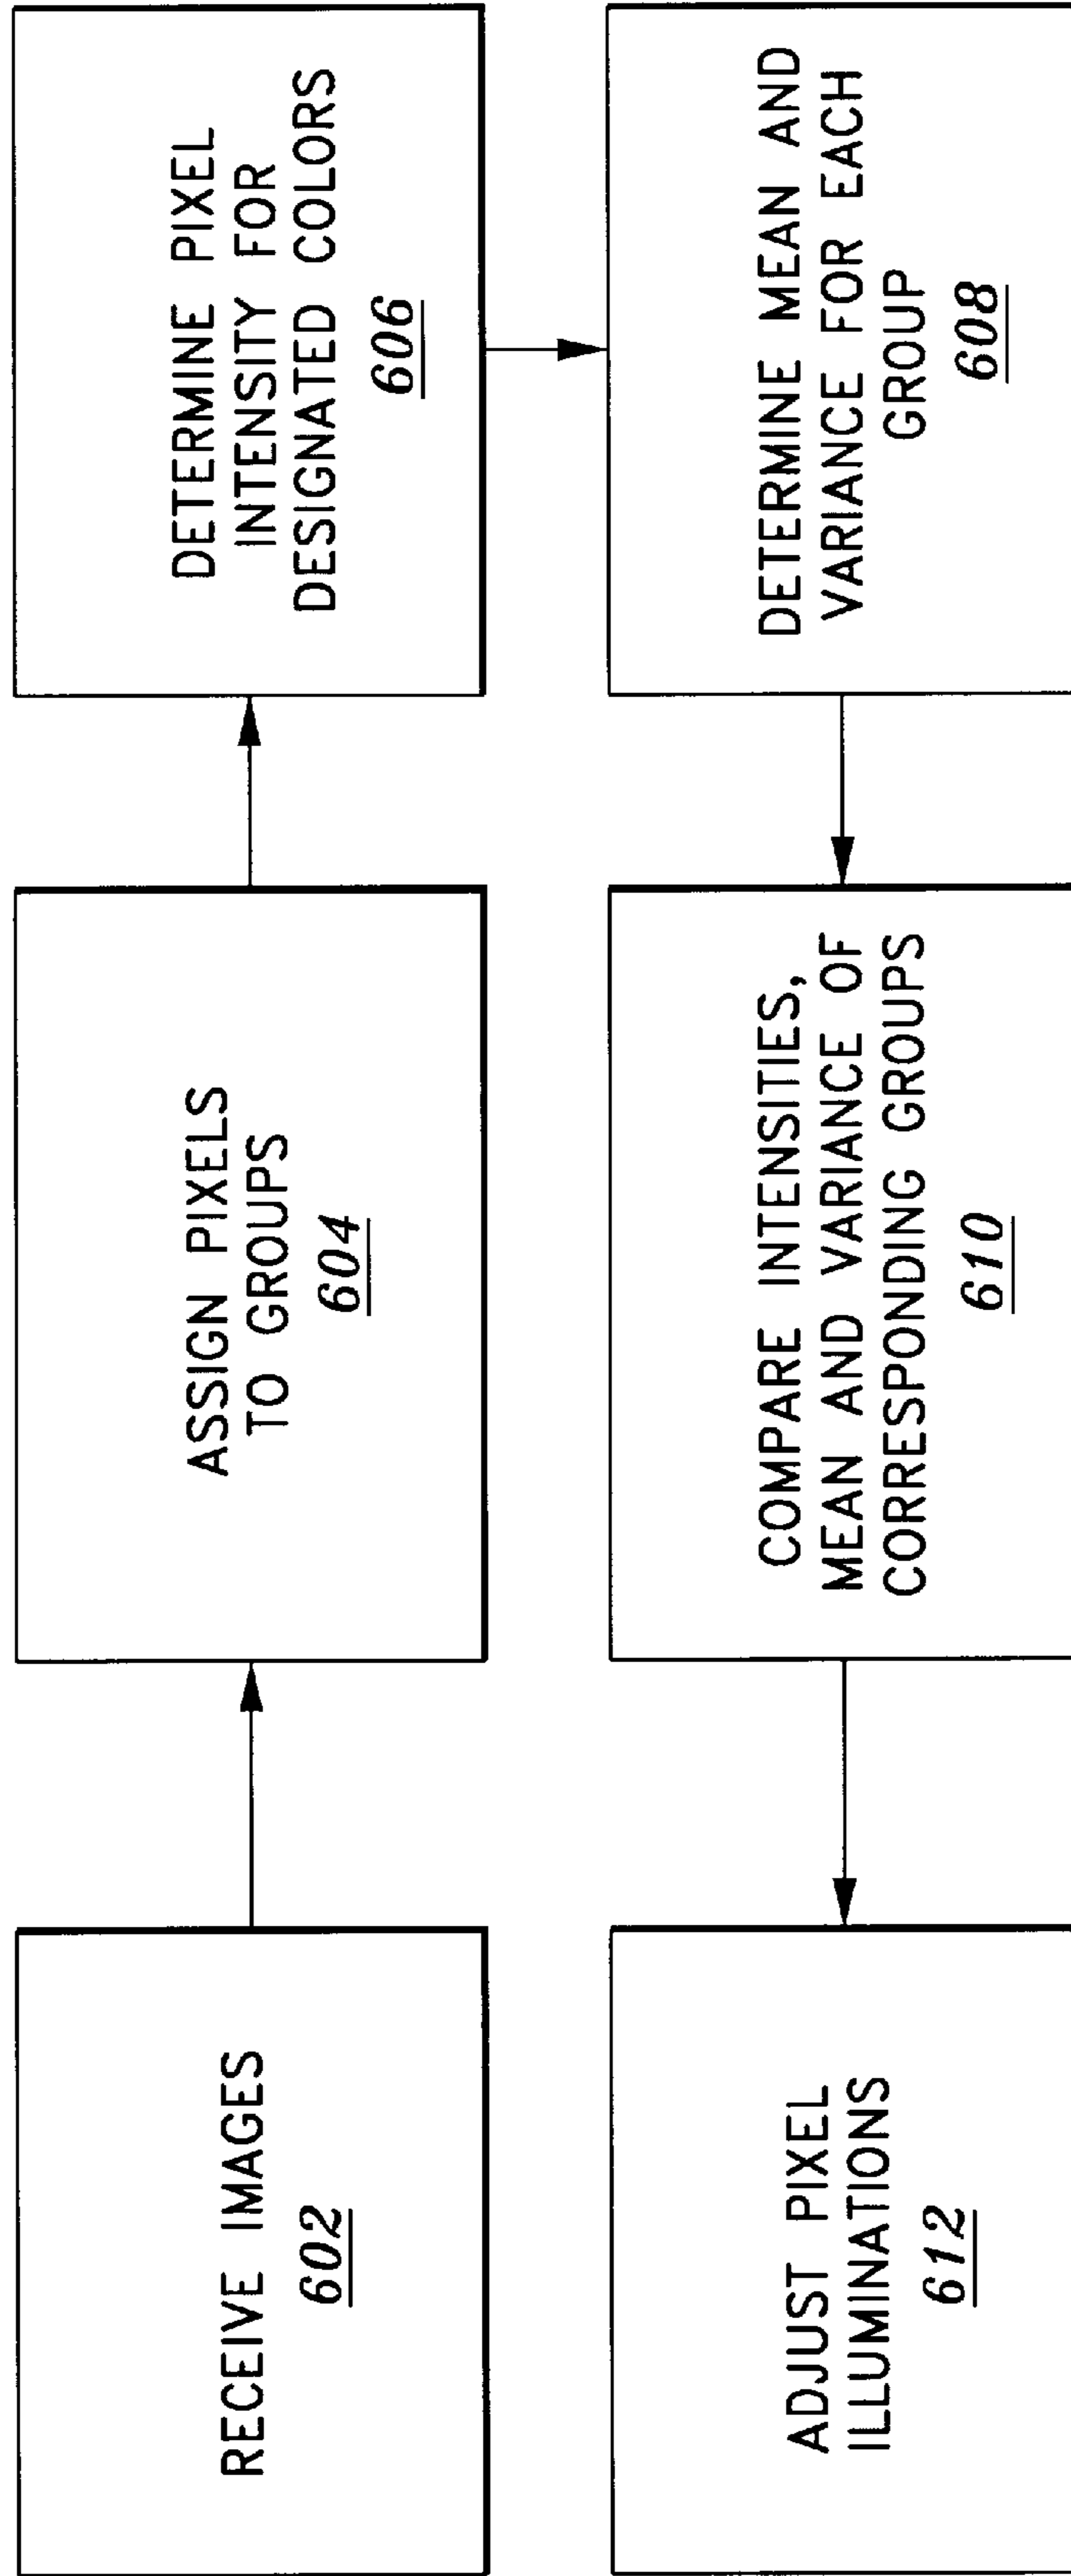 RECEIVE IMAGES
602
ASSIGN PIXELS
TO GROUPS
604
DETERMINE PIXEL
INTENSITY FOR
DESIGNATED COLORS
606
DETERMINE MEAN AND
VARIANCE FOR EACH
GROUP
608
COMPARE INTENSITIES,
MEAN AND VARIANCE OF
CORRESPONDING GROUPS
610
ADJUST PIXEL
ILLUMINATIONS
612